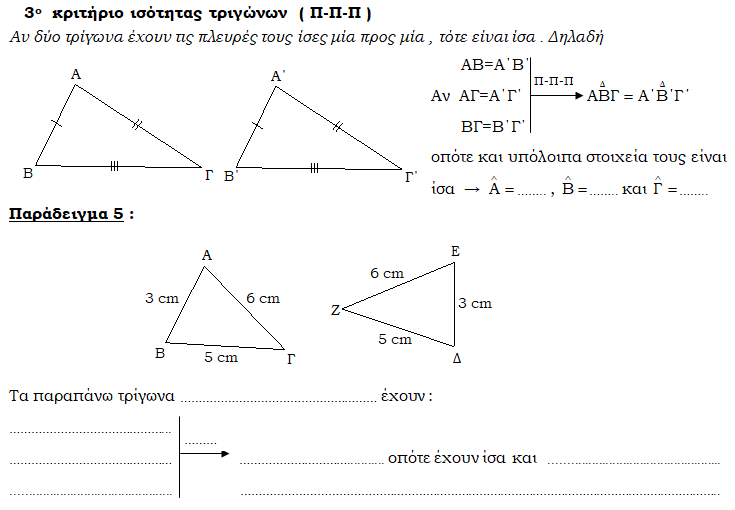 3ο κριτήριο ισότητας τριγώνων ( Π-Π-Π )
Αν δύο τρίγωνα έχουν τις πλευρές τους ίσες μία προς μία , τότε είναι ίσα . Δηλαδή
Α
Β
Γ
Α΄
Β΄
Γ΄
ΑΒ=Α΄Β΄
Αν ΑΓ=Α΄Γ΄
ΒΓ=Β΄Γ΄
Π-Π-Π
Δ Δ
ΑΒΓ = Α΄Β΄Γ΄
οπότε και υπόλοιπα στοιχεία τους είναι
ίσα → Α̂ = ........ , Β̂ = ........ και Γ̂ = ........
Παράδειγμα 5 :
Α
3 cm
6 cm
Β
5 cm
Γ
Ε
6 cm
Ζ
3 cm
5 cm
Δ
Τα παραπάνω τρίγωνα ...................................................... έχουν :
.............................................
.........
............................................. ........................................ οπότε έχουν ίσα και ................................................
............................................. ....................................................................................................................................